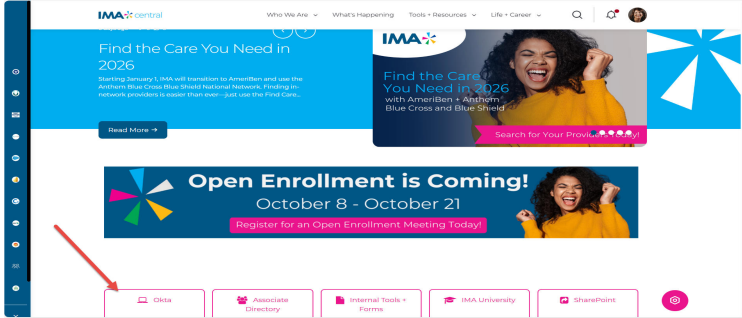 IMA central
Who We Are
What's Happening
Tools + Resources
Life + Career
Find the Care You Need in
2026
Starting January 1, IMA will transition to AmeriBen and use the
Anthem Blue Cross Blue Shield National Network. Finding in-
network providers is easier than ever—just use the Find Care...
Read More →
IMA
Find the Care
You Need in 2026
with AmeriBen + Anthem
Blue Cross and Blue Shield
Search for Your Providers Today!
Open Enrollment is Coming!
October 8 - October 21
Register for an Open Enrollment Meeting Today!
Okta
Associate
Directory
Internal Tools +
Forms
IMA University
SharePoint